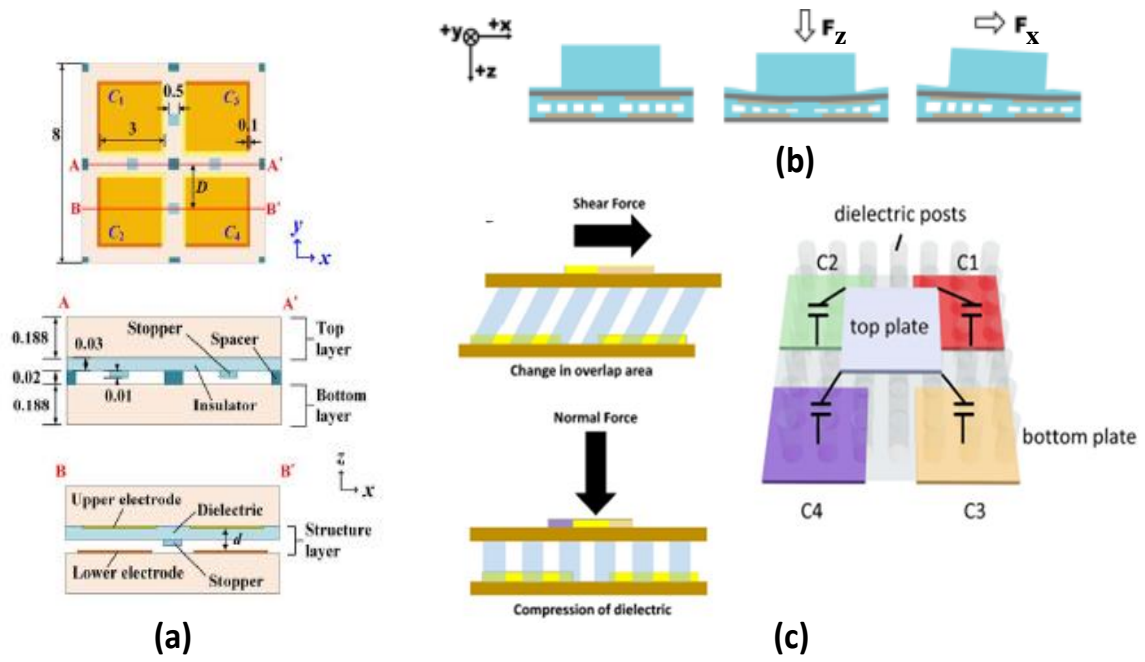 C1
C3
0.5
3
0.1
8
A
A'
D
B
B'
C2
C4
y
x
A
A'
0.188
0.03
0.02
0.01
0.188
Stopper
Spacer
Insulator
Top
layer
Bottom
layer
B
B'
z
x
Upper electrode
Dielectric
d
Structure
layer
Lower electrode
Stopper
(a)
+y
+x
+z
Fz
Fx
(b)
Shear Force
Change in overlap area
Normal Force
Compression of dielectric
dielectric posts
C2
C1
top plate
bottom plate
C4
C3
(c)